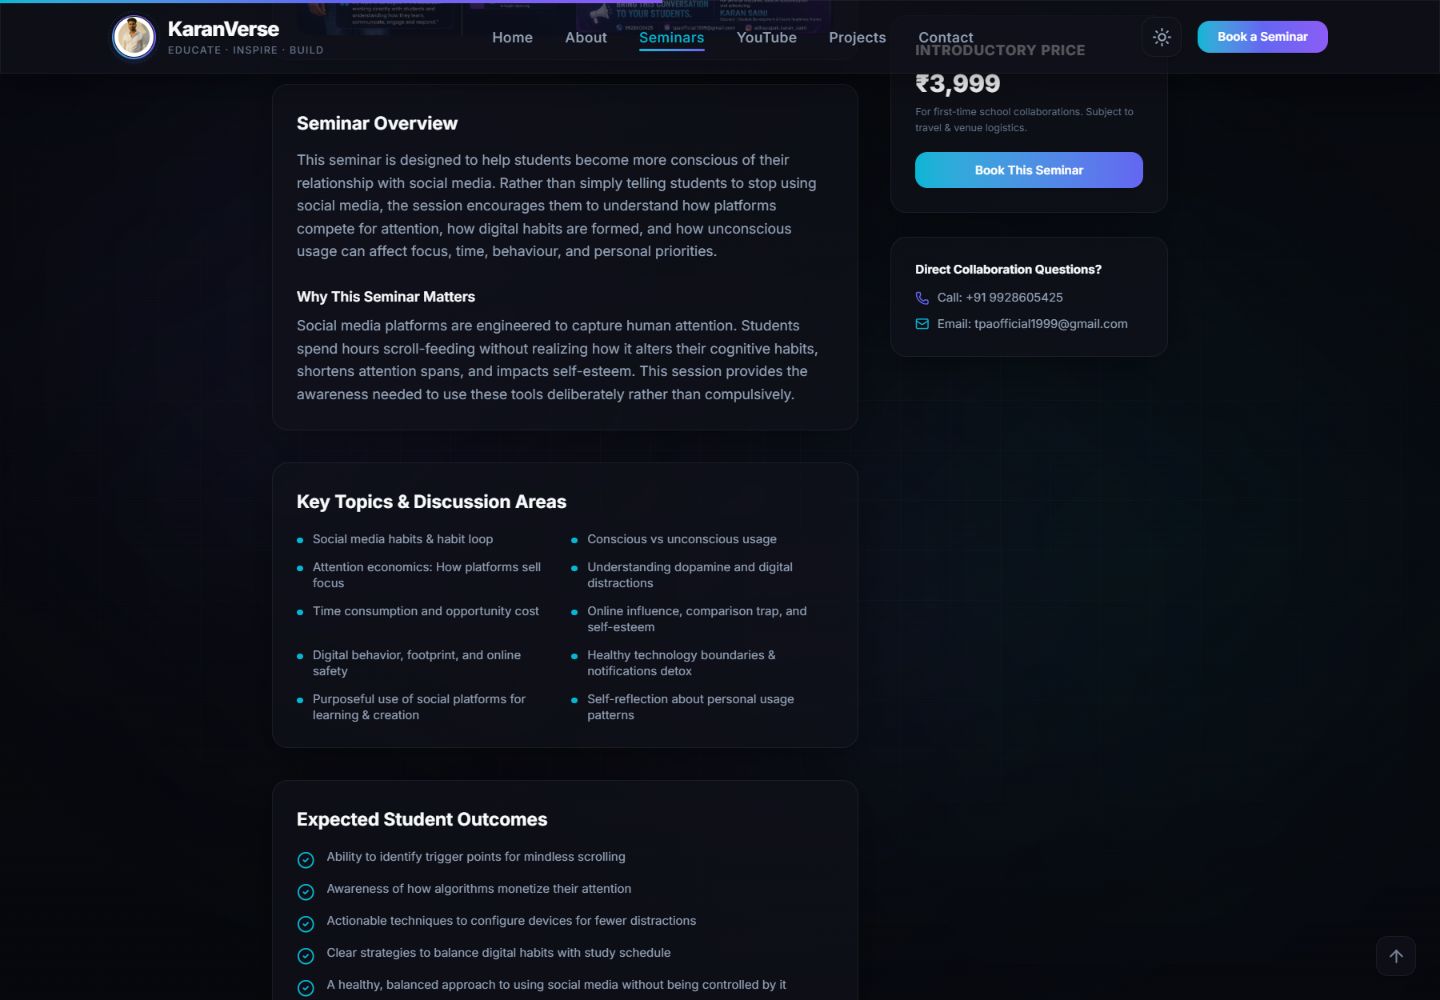 BRING THIS CONVERSATION
TO YOUR STUDENTS.
KARAN SAINI
KaranVerse
EDUCATE · INSPIRE · BUILD
Home
About
Seminars
YouTube
Projects
Contact
Book a Seminar
Seminar Overview
This seminar is designed to help students become more conscious of their
relationship with social media. Rather than simply telling students to stop using
social media, the session encourages them to understand how platforms
compete for attention, how digital habits are formed, and how unconscious
usage can affect focus, time, behaviour, and personal priorities.
Why This Seminar Matters
Social media platforms are engineered to capture human attention. Students
spend hours scroll-feeding without realizing how it alters their cognitive habits,
shortens attention spans, and impacts self-esteem. This session provides the
awareness needed to use these tools deliberately rather than compulsively.
Key Topics & Discussion Areas
Social media habits & habit loop
Conscious vs unconscious usage
Attention economics: How platforms sell
focus
Understanding dopamine and digital
distractions
Time consumption and opportunity cost
Online influence, comparison trap, and
self-esteem
Digital behavior, footprint, and online
safety
Healthy technology boundaries &
notifications detox
Purposeful use of social platforms for
learning & creation
Self-reflection about personal usage
patterns
Expected Student Outcomes
Ability to identify trigger points for mindless scrolling
Awareness of how algorithms monetize their attention
Actionable techniques to configure devices for fewer distractions
Clear strategies to balance digital habits with study schedule
A healthy, balanced approach to using social media without being controlled by it
INTRODUCTORY PRICE
₹3,999
For first-time school collaborations. Subject to
travel & venue logistics.
Book This Seminar
Direct Collaboration Questions?
Call: +91 9928605425
Email: tpaofficial1999@gmail.com